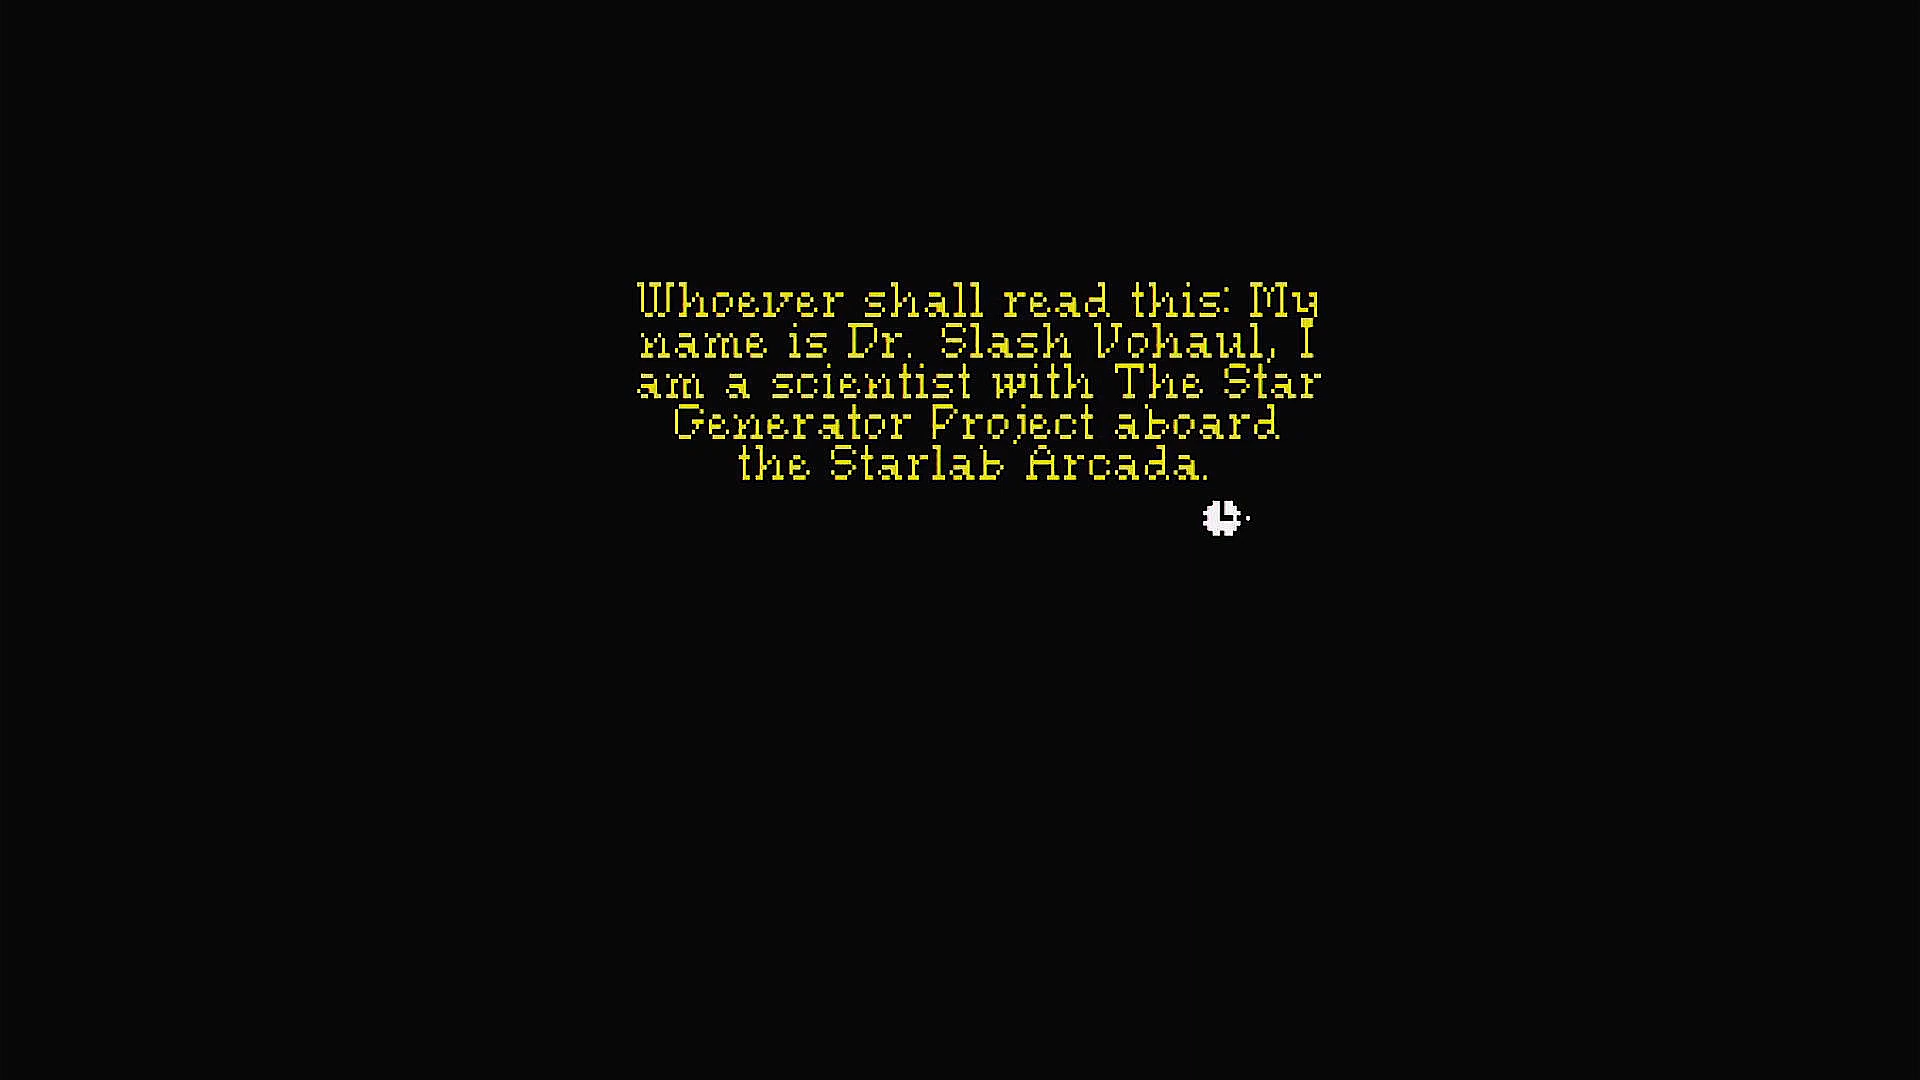 Whoever shall read this: My
name is Dr. Slash Vohaul, I
am a scientist with The Star
Generator Project aboard
the Starlab Arcada.